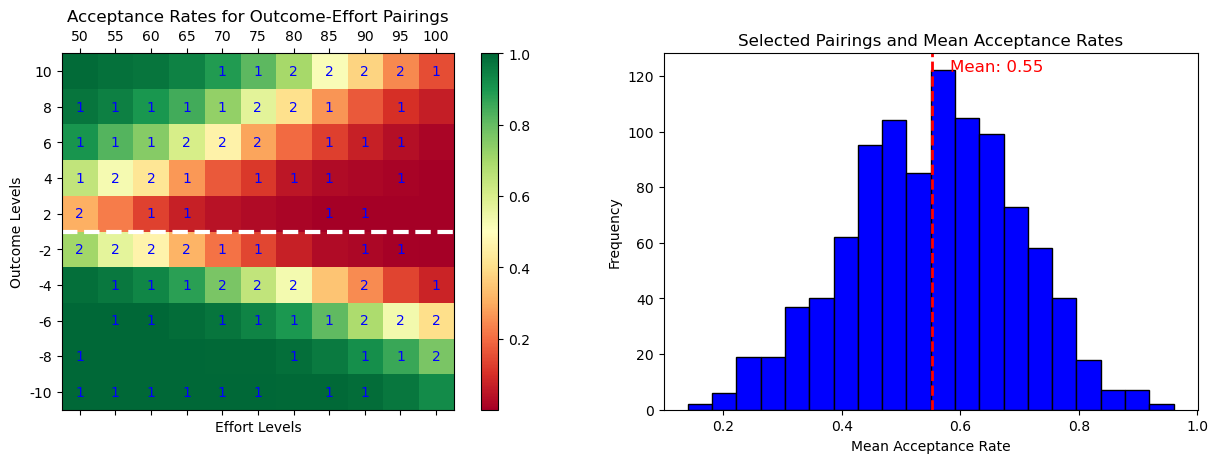 Acceptance Rates for Outcome-Effort Pairings
50 55 60 65 70 75 80 85 90 95 100
10 1 1 2 2 2 2 1
8 1 1 1 1 1 2 2 1 1
6 1 1 1 2 2 2 1 1 1
4 1 2 2 1 1 1 1 1
2 2 1 1 1 1
-2 2 2 2 2 1 1 1 1
-4 1 1 1 2 2 2 2 1
-6 1 1 1 1 1 1 2 2 2
-8 1 1 1 1 2
-10 1 1 1 1 1 1 1 1
Outcome Levels
Effort Levels
1.0
0.8
0.6
0.4
0.2
Selected Pairings and Mean Acceptance Rates
Mean: 0.55
120
100
80
60
40
20
0
Frequency
0.2 0.4 0.6 0.8 1.0
Mean Acceptance Rate